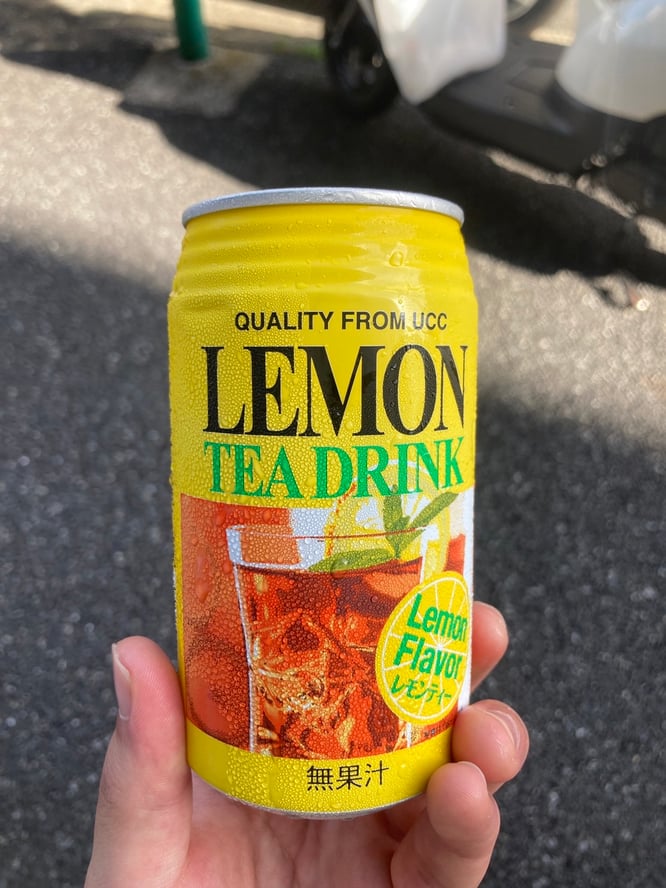 QUALITY FROM UCC
LEMON
TEA DRINK
Lemon
Flavor
レモンティー
無果汁